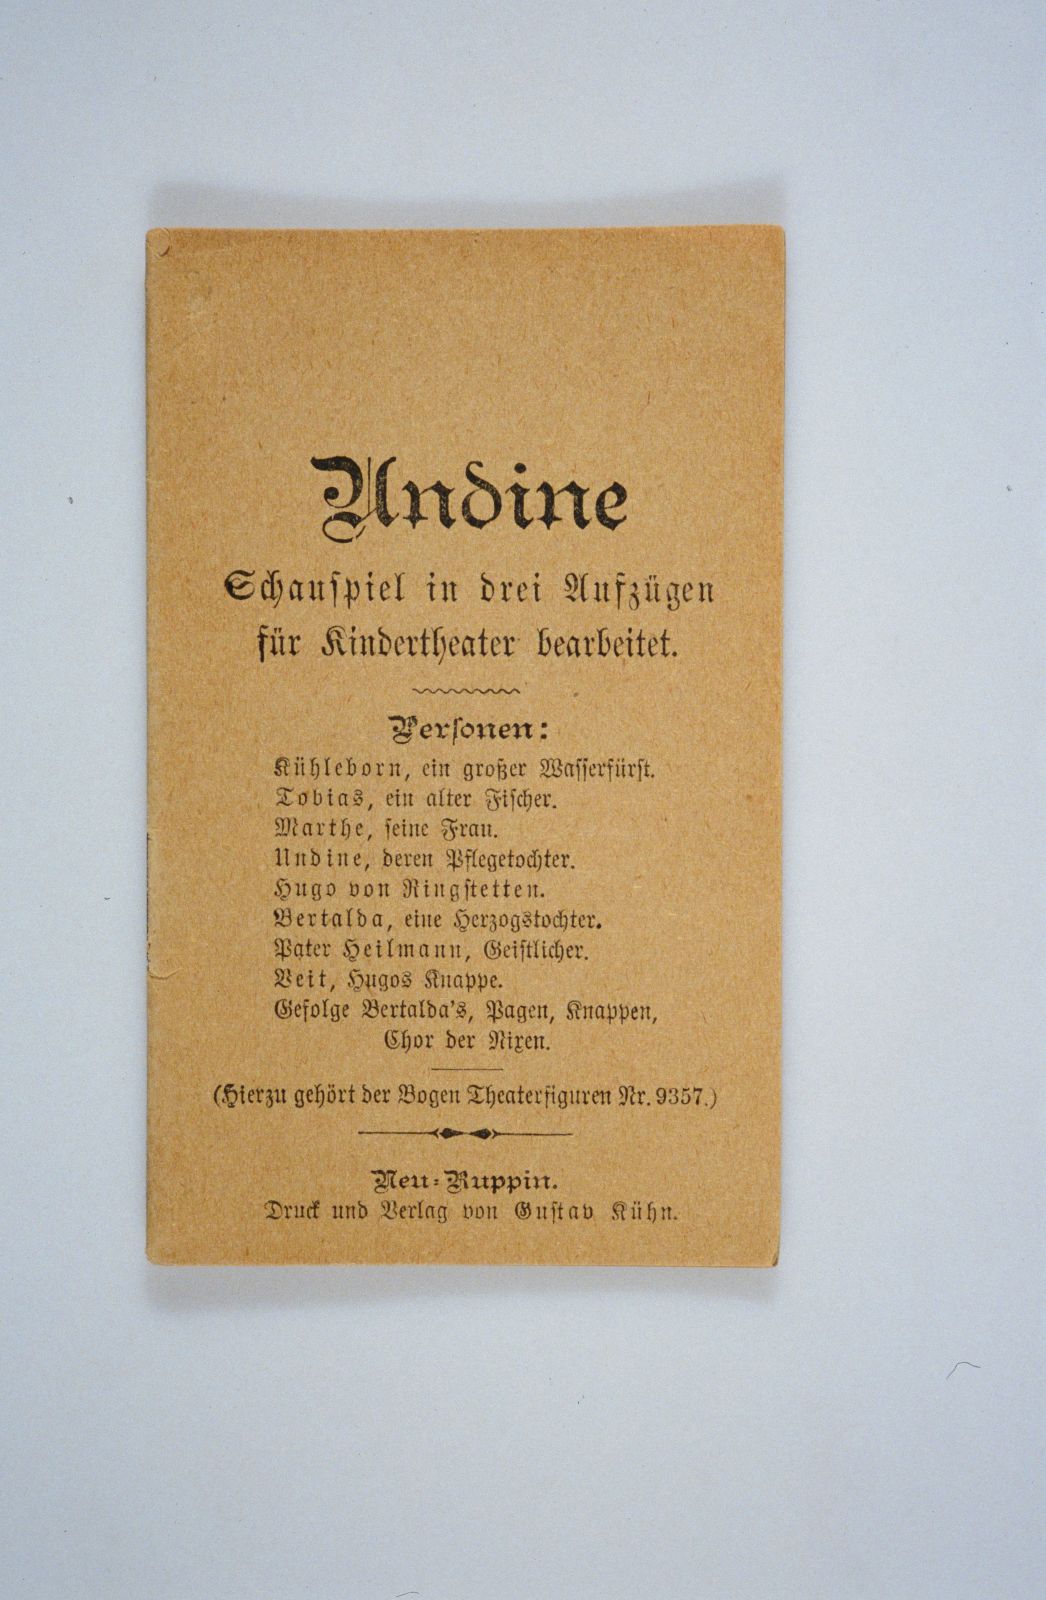 Undine
Schauspiel in drei Aufzügen
für Kindertheater bearbeitet.
Personen:
Kühleborn, ein großer Wasserfürst.
Tobias, ein alter Fischer.
Marthe, seine Frau.
Undine, deren Pflegetochter.
Hugo von Ringstetten.
Bertalda, eine Herzogstochter.
Pater Heilmann, Geistlicher.
Veit, Hugos Knappe.
Gefolge Bertalda's, Pagen, Knappen,
Chor der Nixen.
(Hierzu gehört der Bogen Theaterfiguren Nr. 9357.)
Neu-Ruppin.
Druck und Verlag von Gustav Kühn.